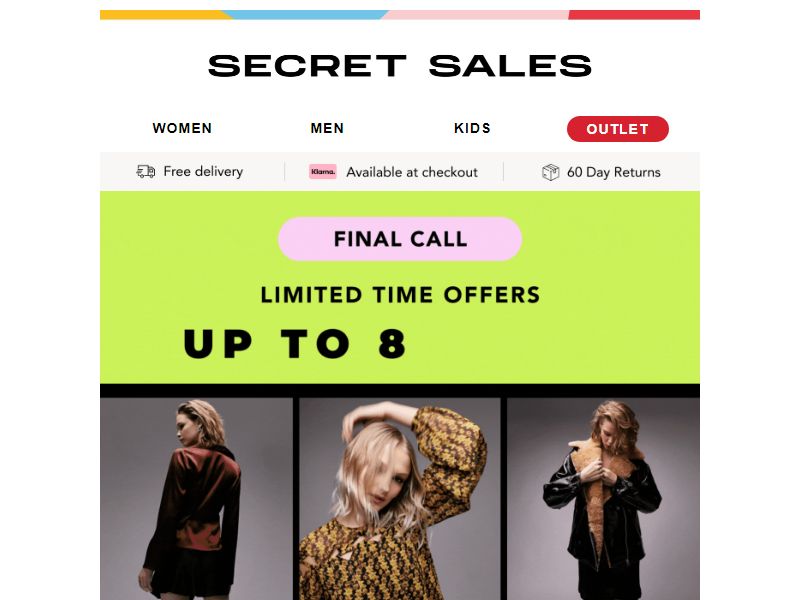 SECRET SALES
WOMEN MEN KIDS OUTLET
Free delivery Klarna. Available at checkout 60 Day Returns
FINAL CALL
LIMITED TIME OFFERS
UP TO 8